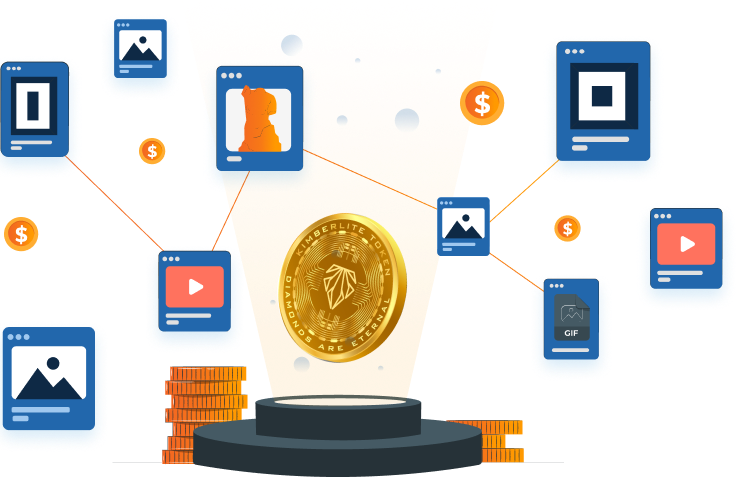 $
$
$
$
KIMBERLITE TOKEN
DIAMONDS ARE ETERNAL
GIF